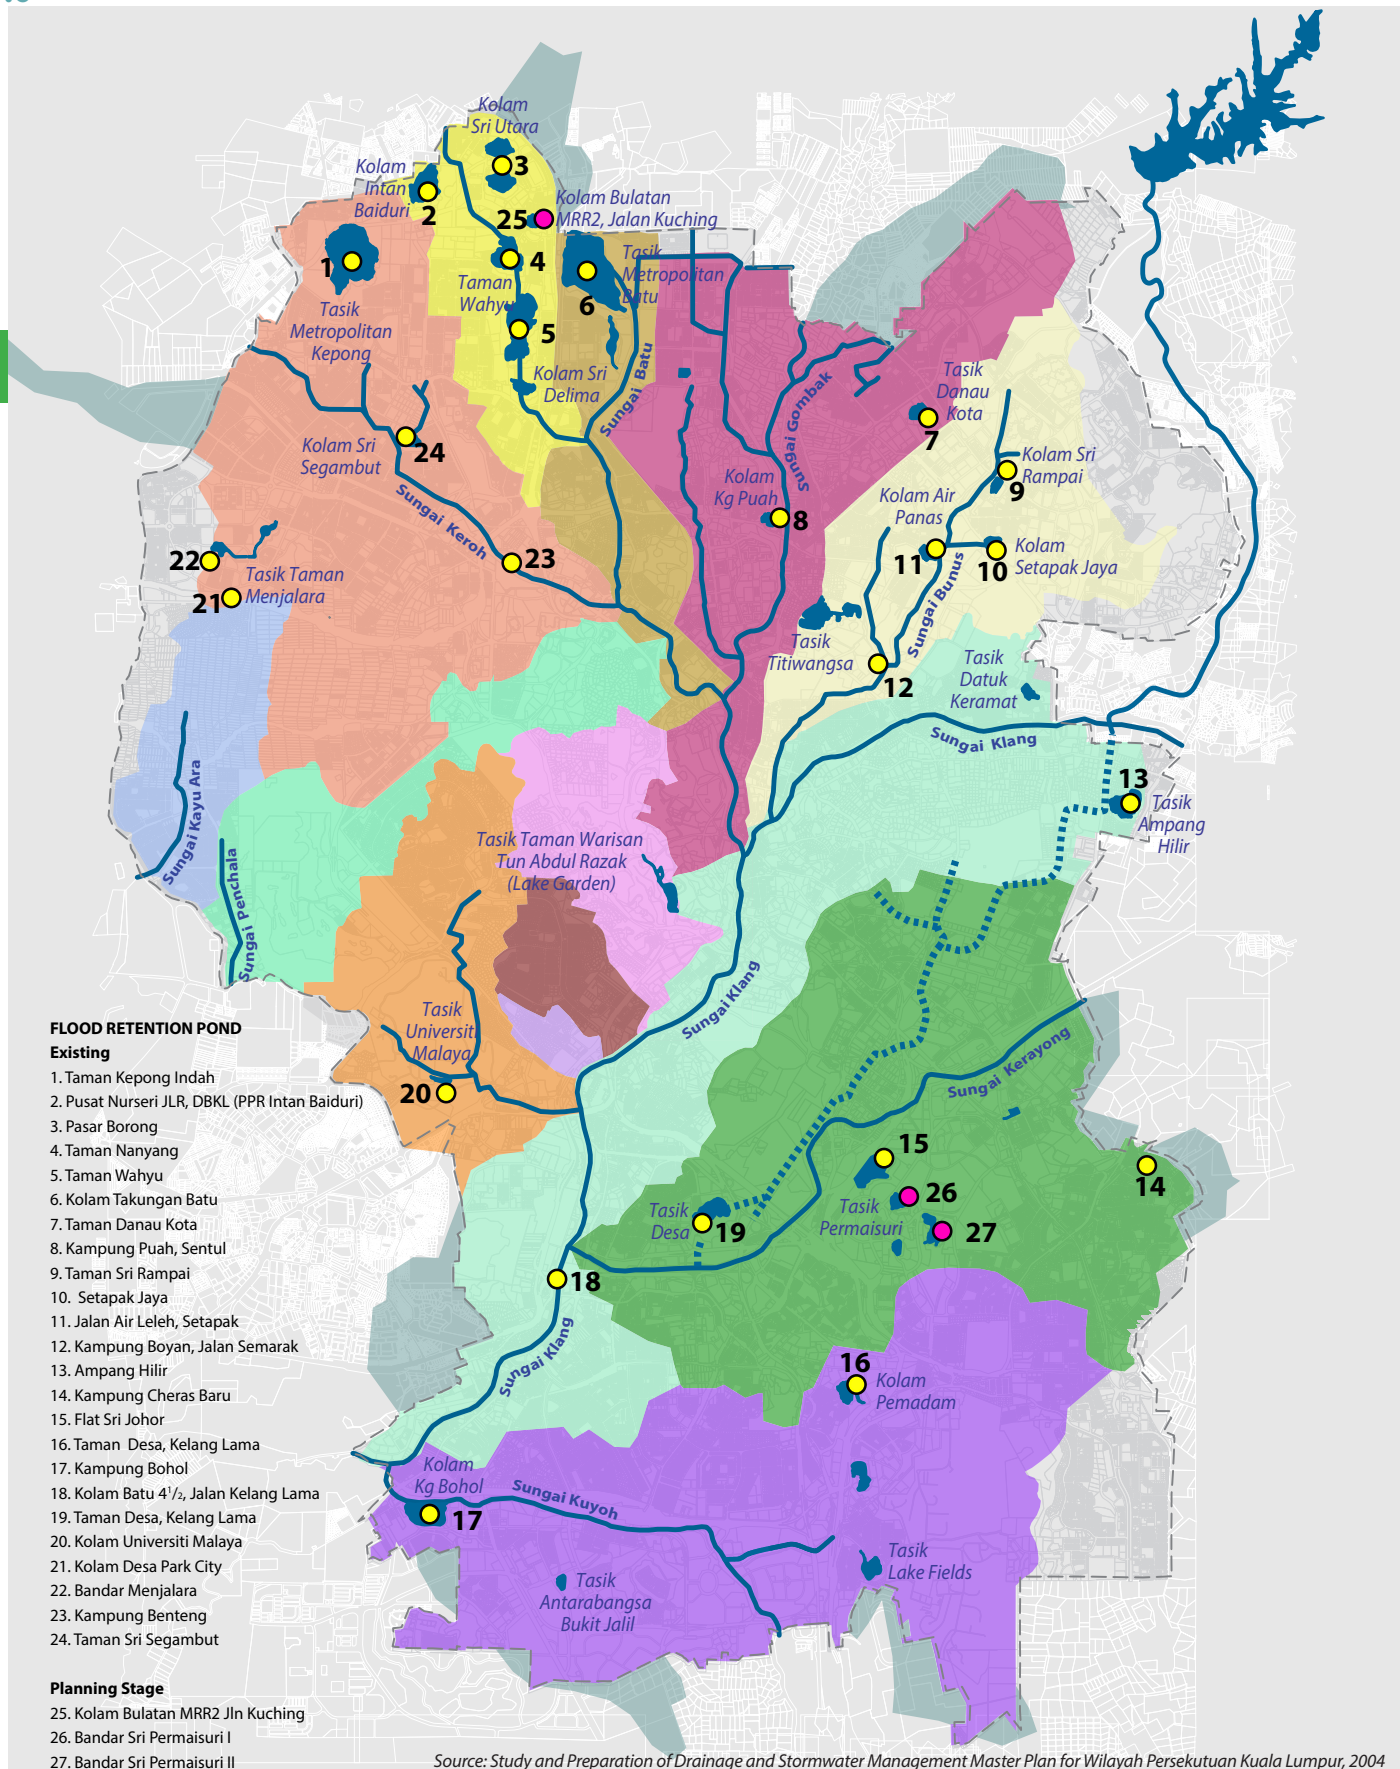 Kolam
Sri Utara
3
Kolam
Intan
Baiduri
2
Kolam Bulatan
MRR2, Jalan Kuching
25
4
Taman
Wahyu
Tasik
Metropolitan
Batu
6
1
Tasik
Metropolitan
Kepong
5
Kolam Sri
Delima
Sungai Batu
Sungai Gombak
Tasik
Danau
Kota
7
Kolam Sri
Segambut
24
Kolam Sri
Rampai
9
Kolam
Kg Puah
8
Kolam Air
Panas
11
10
Kolam
Setapak Jaya
Sungai Keroh
23
22
Tasik Taman
Menjalara
21
Sungai Bunus
Tasik
Titiwangsa
12
Tasik
Datuk
Keramat
Sungai Klang
13
Tasik
Ampang
Hilir
Sungai Kayu Ara
Sungai Penchala
Tasik Taman Warisan
Tun Abdul Razak
(Lake Garden)
Sungai Klang
Tasik
Universiti
Malaya
20
Sungai Kerayong
15
14
26
Tasik
Permaisuri
27
Tasik
Desa
19
18
Sungai Klang
16
Kolam
Pemadam
Kolam
Kg Bohol
17
Sungai Kuyoh
Tasik
Lake Fields
Tasik
Antarabangsa
Bukit Jalil
FLOOD RETENTION POND
Existing
1. Taman Kepong Indah
2. Pusat Nurseri JLR, DBKL (PPR Intan Baiduri)
3. Pasar Borong
4. Taman Nanyang
5. Taman Wahyu
6. Kolam Takungan Batu
7. Taman Danau Kota
8. Kampung Puah, Sentul
9. Taman Sri Rampai
10. Setapak Jaya
11. Jalan Air Leleh, Setapak
12. Kampung Boyan, Jalan Semarak
13. Ampang Hilir
14. Kampung Cheras Baru
15. Flat Sri Johor
16. Taman Desa, Kelang Lama
17. Kampung Bohol
18. Kolam Batu 4½, Jalan Kelang Lama
19. Taman Desa, Kelang Lama
20. Kolam Universiti Malaya
21. Kolam Desa Park City
22. Bandar Menjalara
23. Kampung Benteng
24. Taman Sri Segambut
Planning Stage
25. Kolam Bulatan MRR2 Jln Kuching
26. Bandar Sri Permaisuri I
27. Bandar Sri Permaisuri II
Source: Study and Preparation of Drainage and Stormwater Management Master Plan for Wilayah Persekutuan Kuala Lumpur, 2004